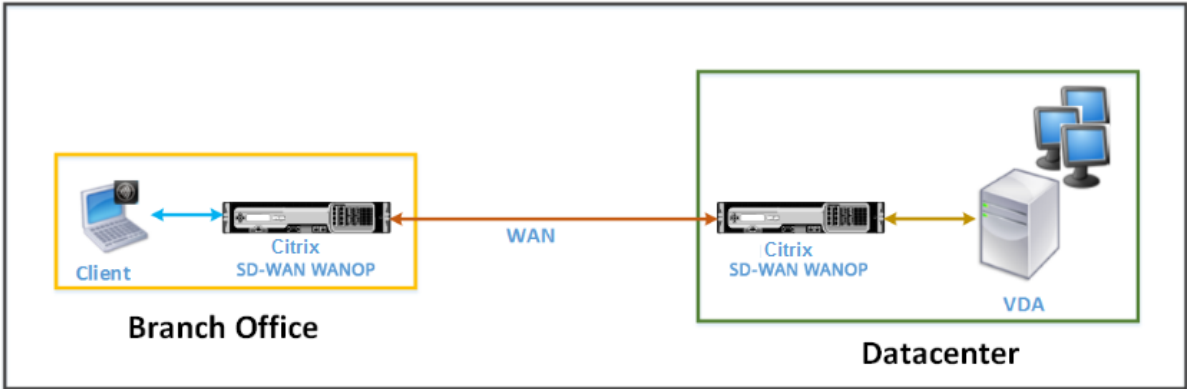 Client
Citrix
SD-WAN WANOP
Branch Office
WAN
Citrix
SD-WAN WANOP
VDA
Datacenter